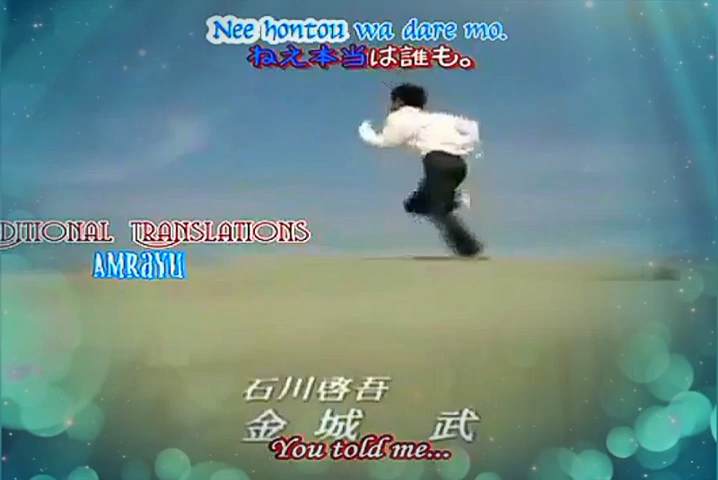 Nee hontou wa dare mo.
ねえ本当は誰も。
DITIONAL TRANSLATIONS
AMRAYU
石川啓吾
金城 武
You told me...